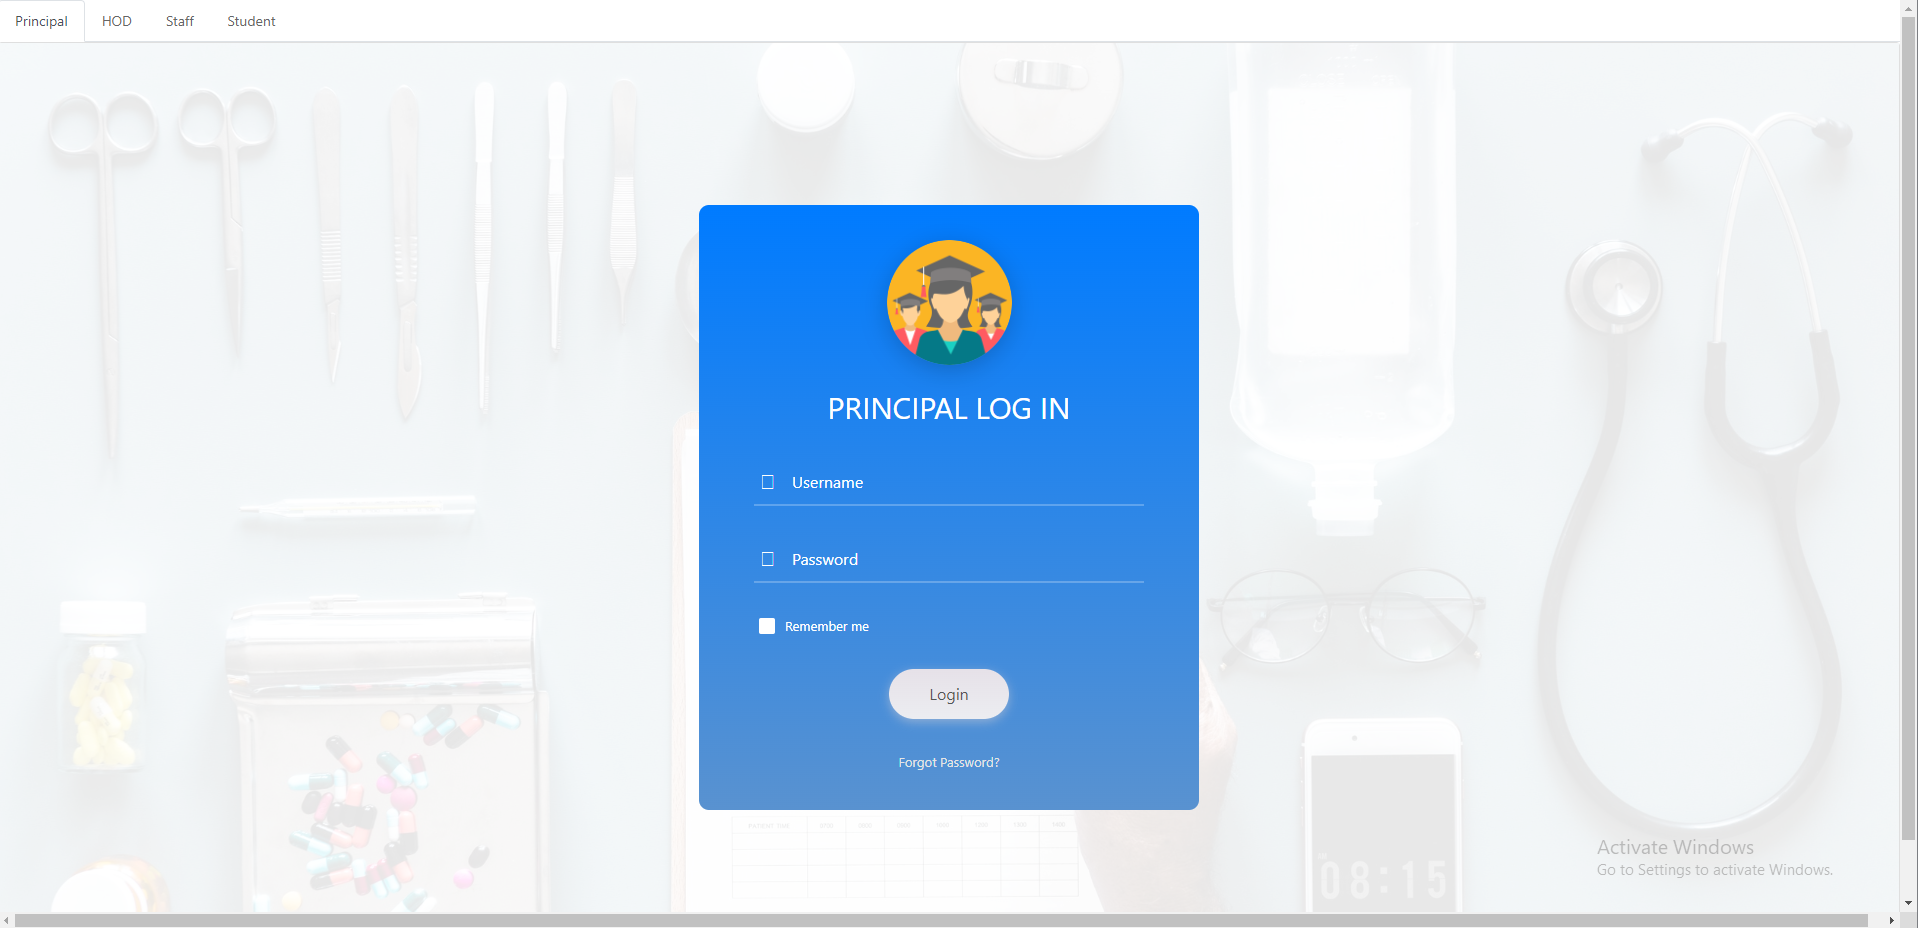 Principal HOD Staff Student
PRINCIPAL LOG IN
Username
Password
Remember me
Login
Forgot Password?
08:15
Activate Windows
Go to Settings to activate Windows.